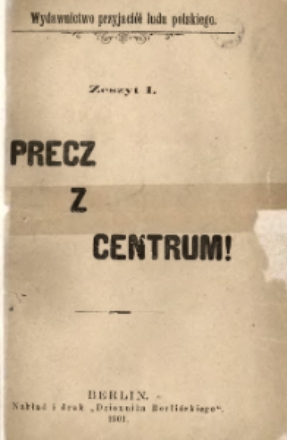 Wydawnictwo przyjaciół ludu polskiego.
Zeszyt I.
PRECZ
Z
CENTRUM!
BERLIN.
Nakład i druk „Dziennika Berlińskiego".
1901.